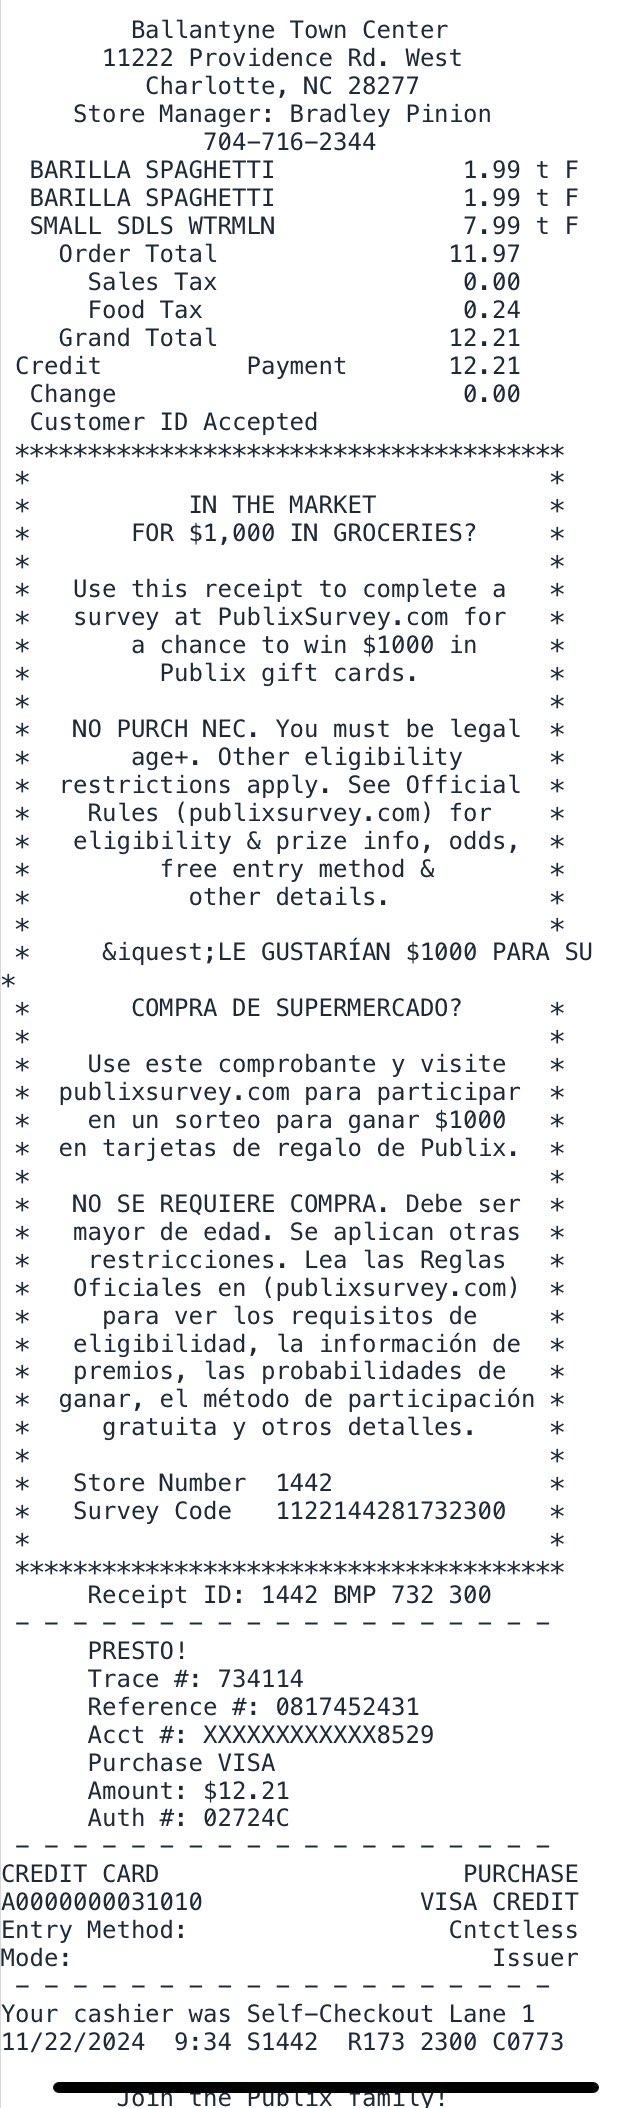 Ballantyne Town Center
11222 Providence Rd. West
Charlotte, NC 28277
Store Manager: Bradley Pinion
704-716-2344
BARILLA SPAGHETTI 1.99 t F
BARILLA SPAGHETTI 1.99 t F
SMALL SDLS WTRMLN 7.99 t F
Order Total 11.97
Sales Tax 0.00
Food Tax 0.24
Grand Total 12.21
Credit Payment 12.21
Change 0.00
Customer ID Accepted
**************************************
* *
* IN THE MARKET *
* FOR $1,000 IN GROCERIES? *
* *
* Use this receipt to complete a *
* survey at PublixSurvey.com for *
* a chance to win $1000 in *
* Publix gift cards. *
* *
* NO PURCH NEC. You must be legal *
* age+. Other eligibility *
* restrictions apply. See Official *
* Rules (publixsurvey.com) for *
* eligibility & prize info, odds, *
* free entry method & *
* other details. *
* *
* &iquest;LE GUSTARÍAN $1000 PARA SU
*
* COMPRA DE SUPERMERCADO? *
* *
* Use este comprobante y visite *
* publixsurvey.com para participar *
* en un sorteo para ganar $1000 *
* en tarjetas de regalo de Publix. *
* *
* NO SE REQUIERE COMPRA. Debe ser *
* mayor de edad. Se aplican otras *
* restricciones. Lea las Reglas *
* Oficiales en (publixsurvey.com) *
* para ver los requisitos de *
* eligibilidad, la información de *
* premios, las probabilidades de *
* ganar, el método de participación *
* gratuita y otros detalles. *
* *
* Store Number 1442 *
* Survey Code 1122144281732300 *
* *
**************************************
Receipt ID: 1442 BMP 732 300
- - - - - - - - - - - - - - - - - - -
PRESTO!
Trace #: 734114
Reference #: 0817452431
Acct #: XXXXXXXXXXXX8529
Purchase VISA
Amount: $12.21
Auth #: 02724C
- - - - - - - - - - - - - - - - - - -
CREDIT CARD PURCHASE
A0000000031010 VISA CREDIT
Entry Method: Cntctless
Mode: Issuer
- - - - - - - - - - - - - - - - - - -
Your cashier was Self-Checkout Lane 1
11/22/2024 9:34 S1442 R173 2300 C0773
Join the Publix family!